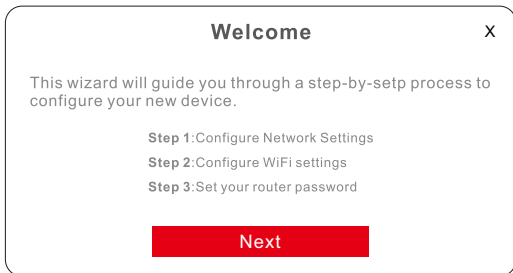 Welcome
X
This wizard will guide you through a step-by-setp process to
configure your new device.
Step 1:Configure Network Settings
Step 2:Configure WiFi settings
Step 3:Set your router password
Next